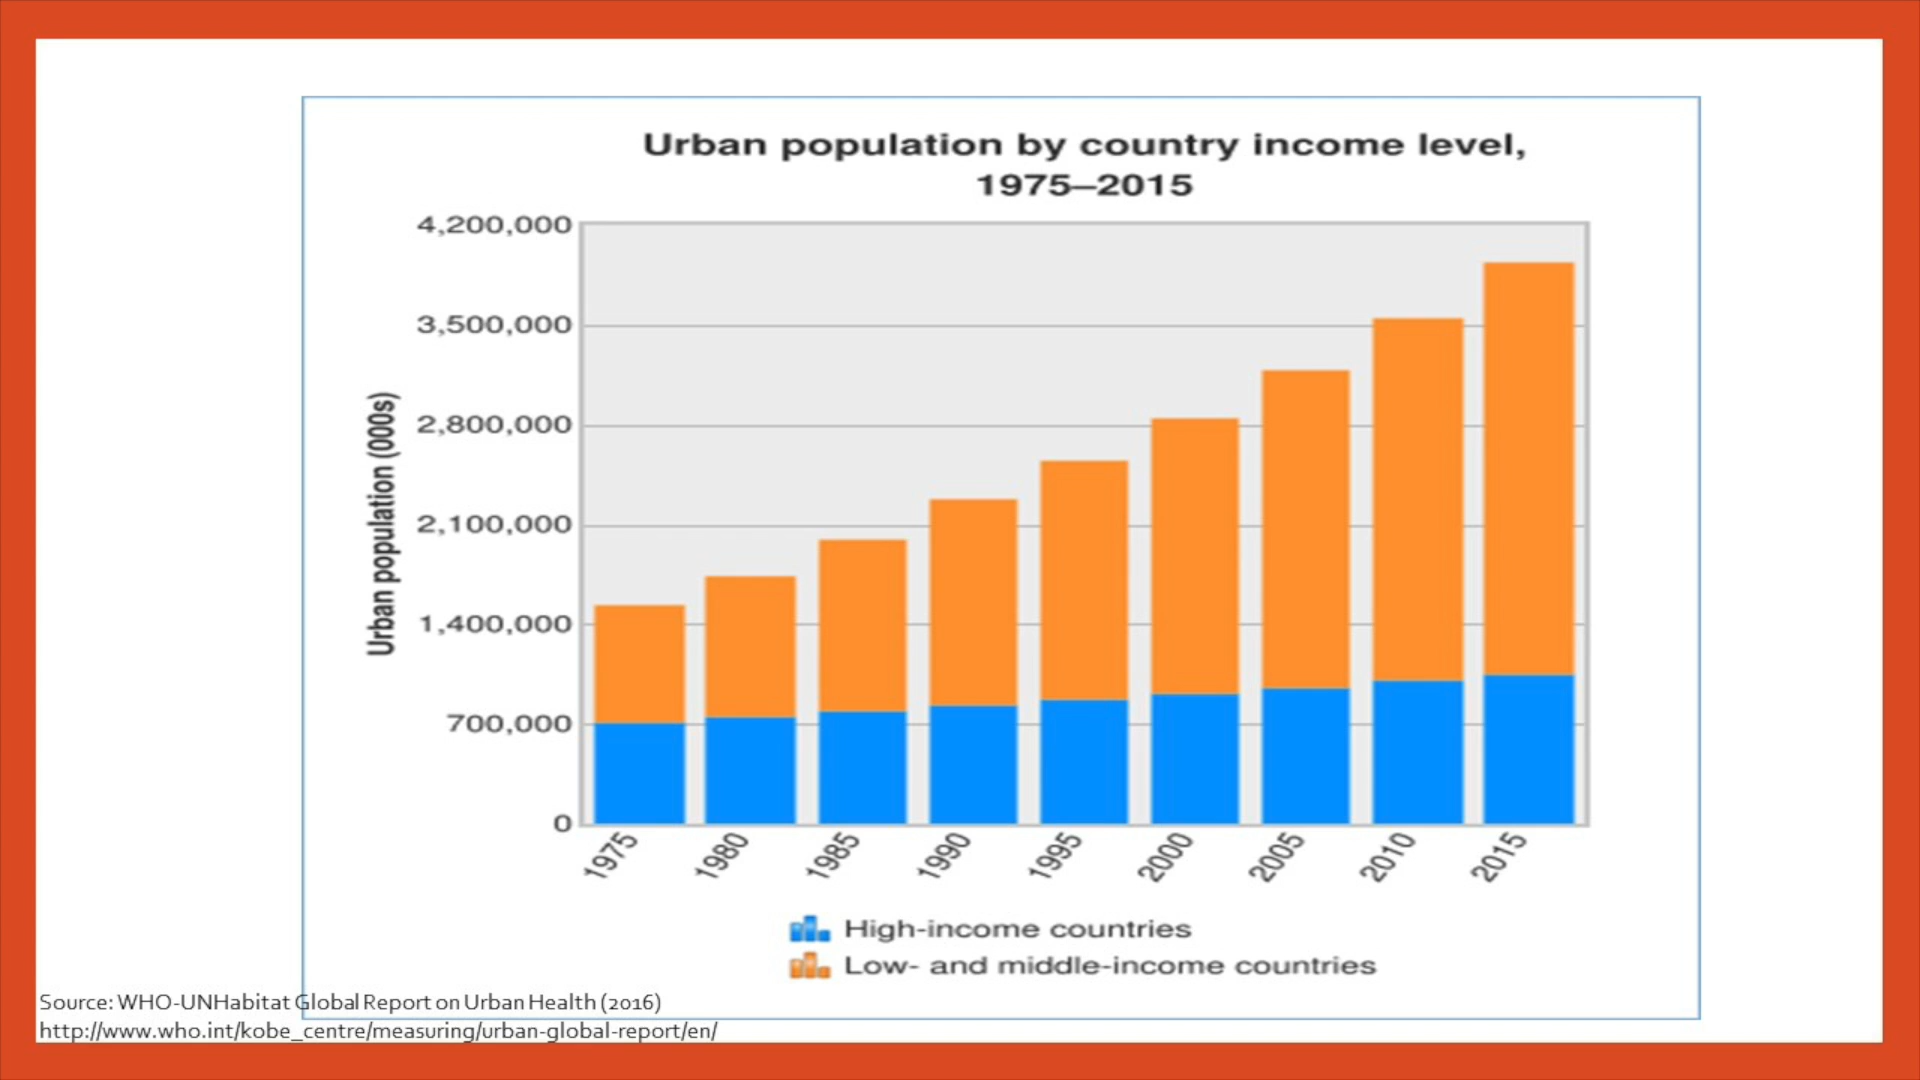 Urban population by country income level,
1975–2015
4,200,000
3,500,000
2,800,000
2,100,000
1,400,000
700,000
0
Urban population (000s)
1975
1980
1985
1990
1995
2000
2005
2010
2015
High-income countries
Low- and middle-income countries
Source: WHO-UNHabitat Global Report on Urban Health (2016)
http://www.who.int/kobe_centre/measuring/urban-global-report/en/